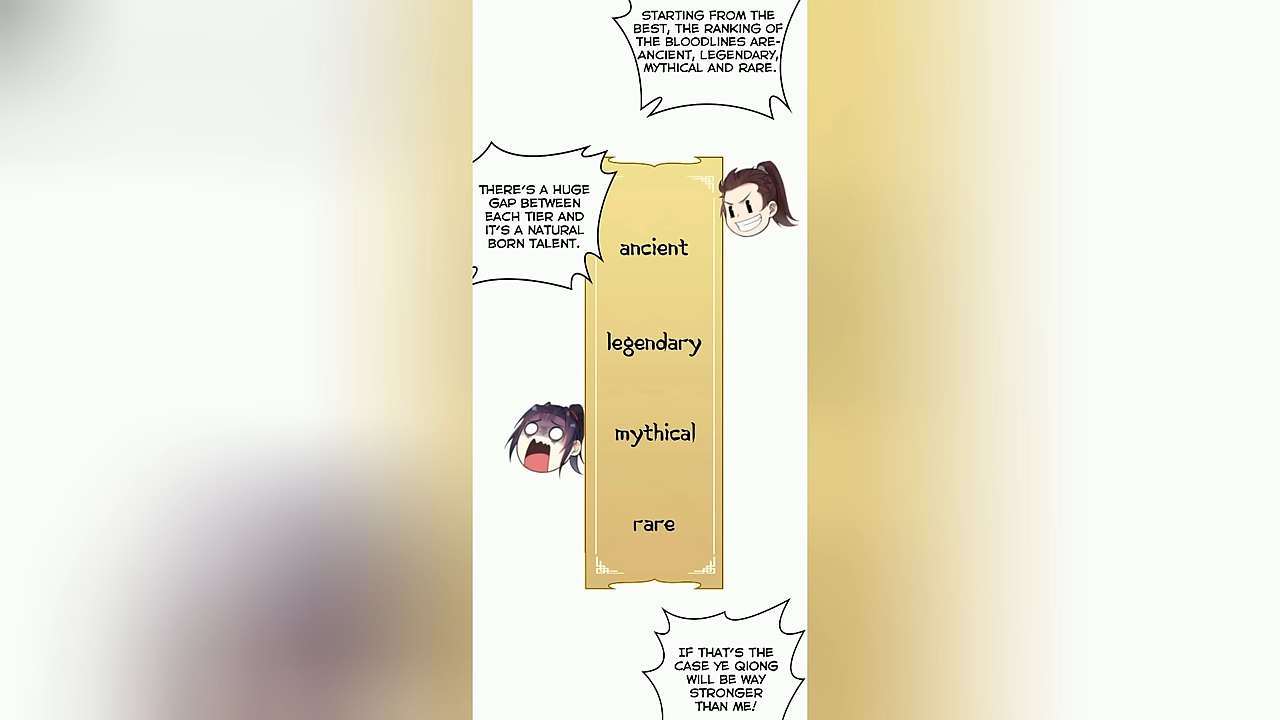 STARTING FROM THE
BEST, THE RANKING OF
THE BLOODLINES ARE-
ANCIENT, LEGENDARY,
MYTHICAL AND RARE.
THERE'S A HUGE
GAP BETWEEN
EACH TIER AND
IT'S A NATURAL
BORN TALENT.
ancient
legendary
mythical
rare
IF THAT'S THE
CASE YE QIONG
WILL BE WAY
STRONGER
THAN ME!